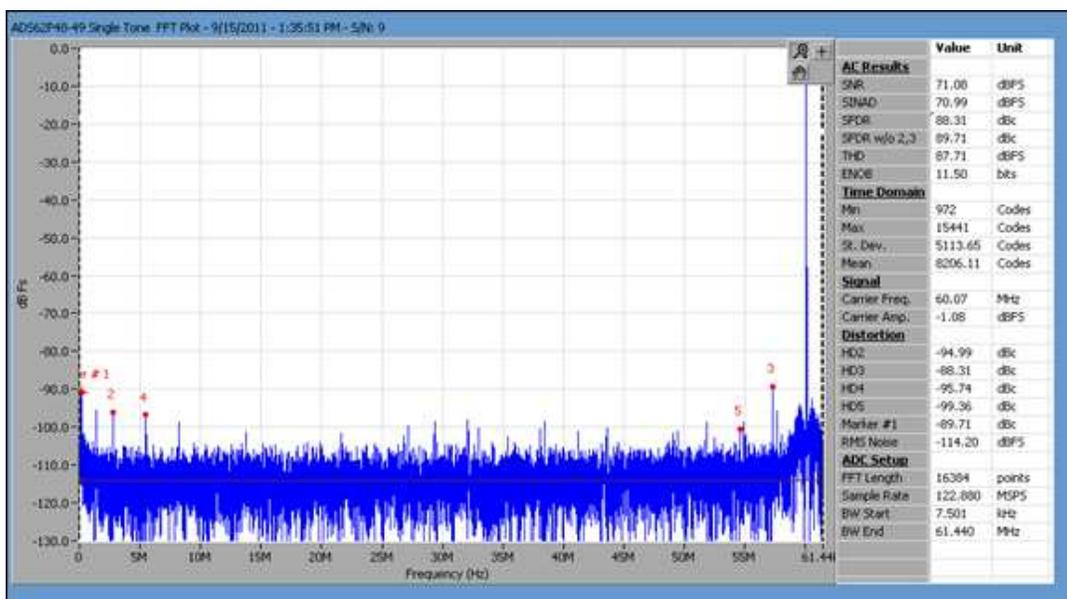 ADS62P48-49 Single Tone FFT Plot - 9/15/2011 - 1:35:51 PM - S/N: 9
Value Unit
AC Results
SNR 71.08 dBFS
SINAD 70.99 dBFS
SFDR 88.31 dBc
SFDR w/o 2,3 89.71 dBc
THD 87.71 dBFS
ENOB 11.50 bits
Time Domain
Min 972 Codes
Max 15441 Codes
St. Dev. 5113.65 Codes
Mean 8206.11 Codes
Signal
Carrier Freq. 60.07 MHz
Carrier Amp. -1.08 dBFS
Distortion
HD2 -94.99 dBc
HD3 -88.31 dBc
HD4 -95.74 dBc
HD5 -99.36 dBc
Marker #1 -89.71 dBc
RMS Noise -114.20 dBFS
ADC Setup
FFT Length 16384 points
Sample Rate 122.880 MSPS
BW Start 7.501 kHz
BW End 61.440 MHz
0.0
-10.0
-20.0
-30.0
-40.0
-50.0
-60.0
-70.0
-80.0
-90.0
-100.0
-110.0
-120.0
-130.0
dB Fs
r # 1
2
4
5
3
0 5M 10M 15M 20M 25M 30M 35M 40M 45M 50M 55M 61.44
Frequency (Hz)